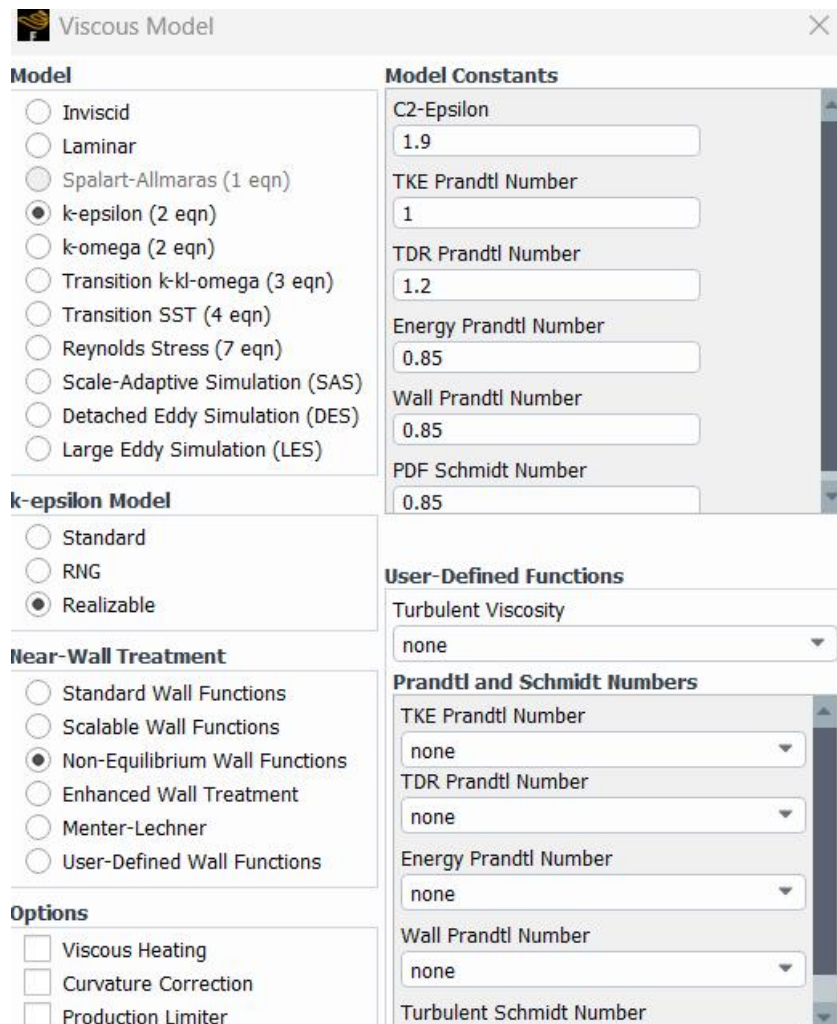 F
Viscous Model
Model
Inviscid
Laminar
Spalart-Allmaras (1 eqn)
k-epsilon (2 eqn)
k-omega (2 eqn)
Transition k-kl-omega (3 eqn)
Transition SST (4 eqn)
Reynolds Stress (7 eqn)
Scale-Adaptive Simulation (SAS)
Detached Eddy Simulation (DES)
Large Eddy Simulation (LES)
k-epsilon Model
Standard
RNG
Realizable
Near-Wall Treatment
Standard Wall Functions
Scalable Wall Functions
Non-Equilibrium Wall Functions
Enhanced Wall Treatment
Menter-Lechner
User-Defined Wall Functions
Options
Viscous Heating
Curvature Correction
Production Limiter
Model Constants
C2-Epsilon
1.9
TKE Prandtl Number
1
TDR Prandtl Number
1.2
Energy Prandtl Number
0.85
Wall Prandtl Number
0.85
PDF Schmidt Number
0.85
User-Defined Functions
Turbulent Viscosity
none
Prandtl and Schmidt Numbers
TKE Prandtl Number
none
TDR Prandtl Number
none
Energy Prandtl Number
none
Wall Prandtl Number
none
Turbulent Schmidt Number